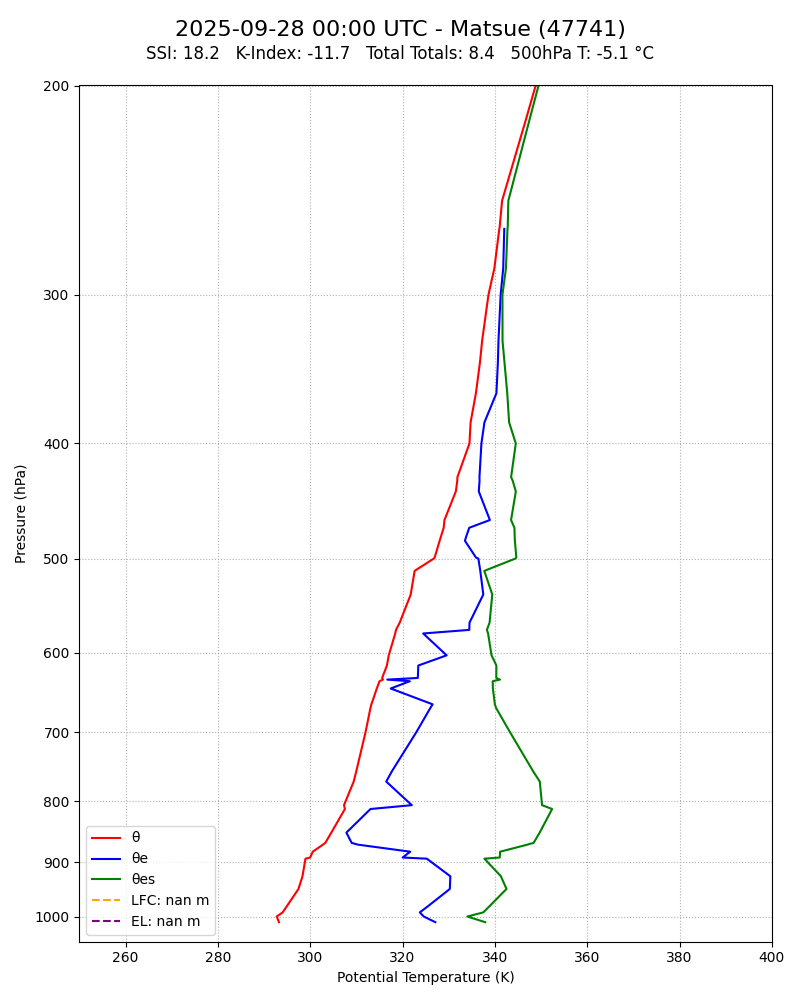 2025-09-28 00:00 UTC - Matsue (47741)
SSI: 18.2   K-Index: -11.7   Total Totals: 8.4   500hPa T: -5.1 °C
Pressure (hPa)
200
300
400
500
600
700
800
900
1000
θ
θe
θes
LFC: nan m
EL: nan m
260 280 300 320 340 360 380 400
Potential Temperature (K)